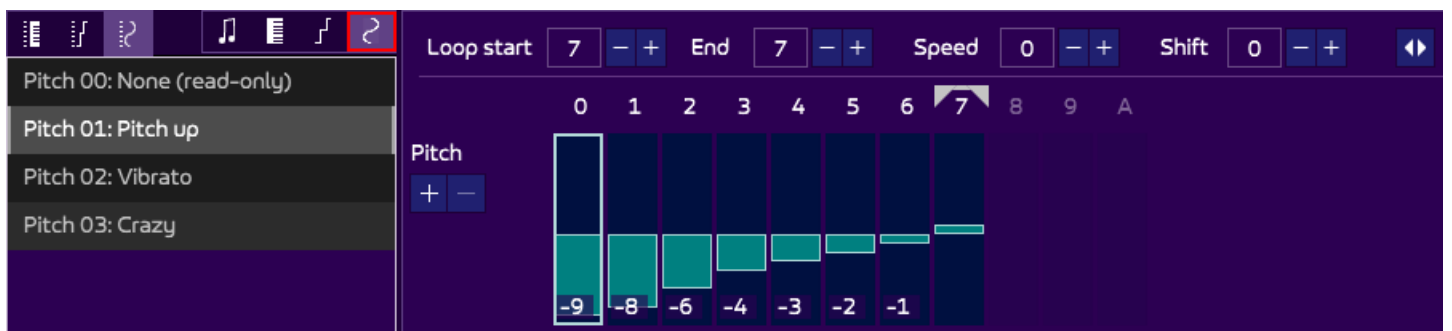 Loop start 7 − + End 7 − + Speed 0 − + Shift 0 − +
Pitch 00: None (read-only)
Pitch 01: Pitch up
Pitch 02: Vibrato
Pitch 03: Crazy
0 1 2 3 4 5 6 7 8 9 A
Pitch
+ −
-9 -8 -6 -4 -3 -2 -1